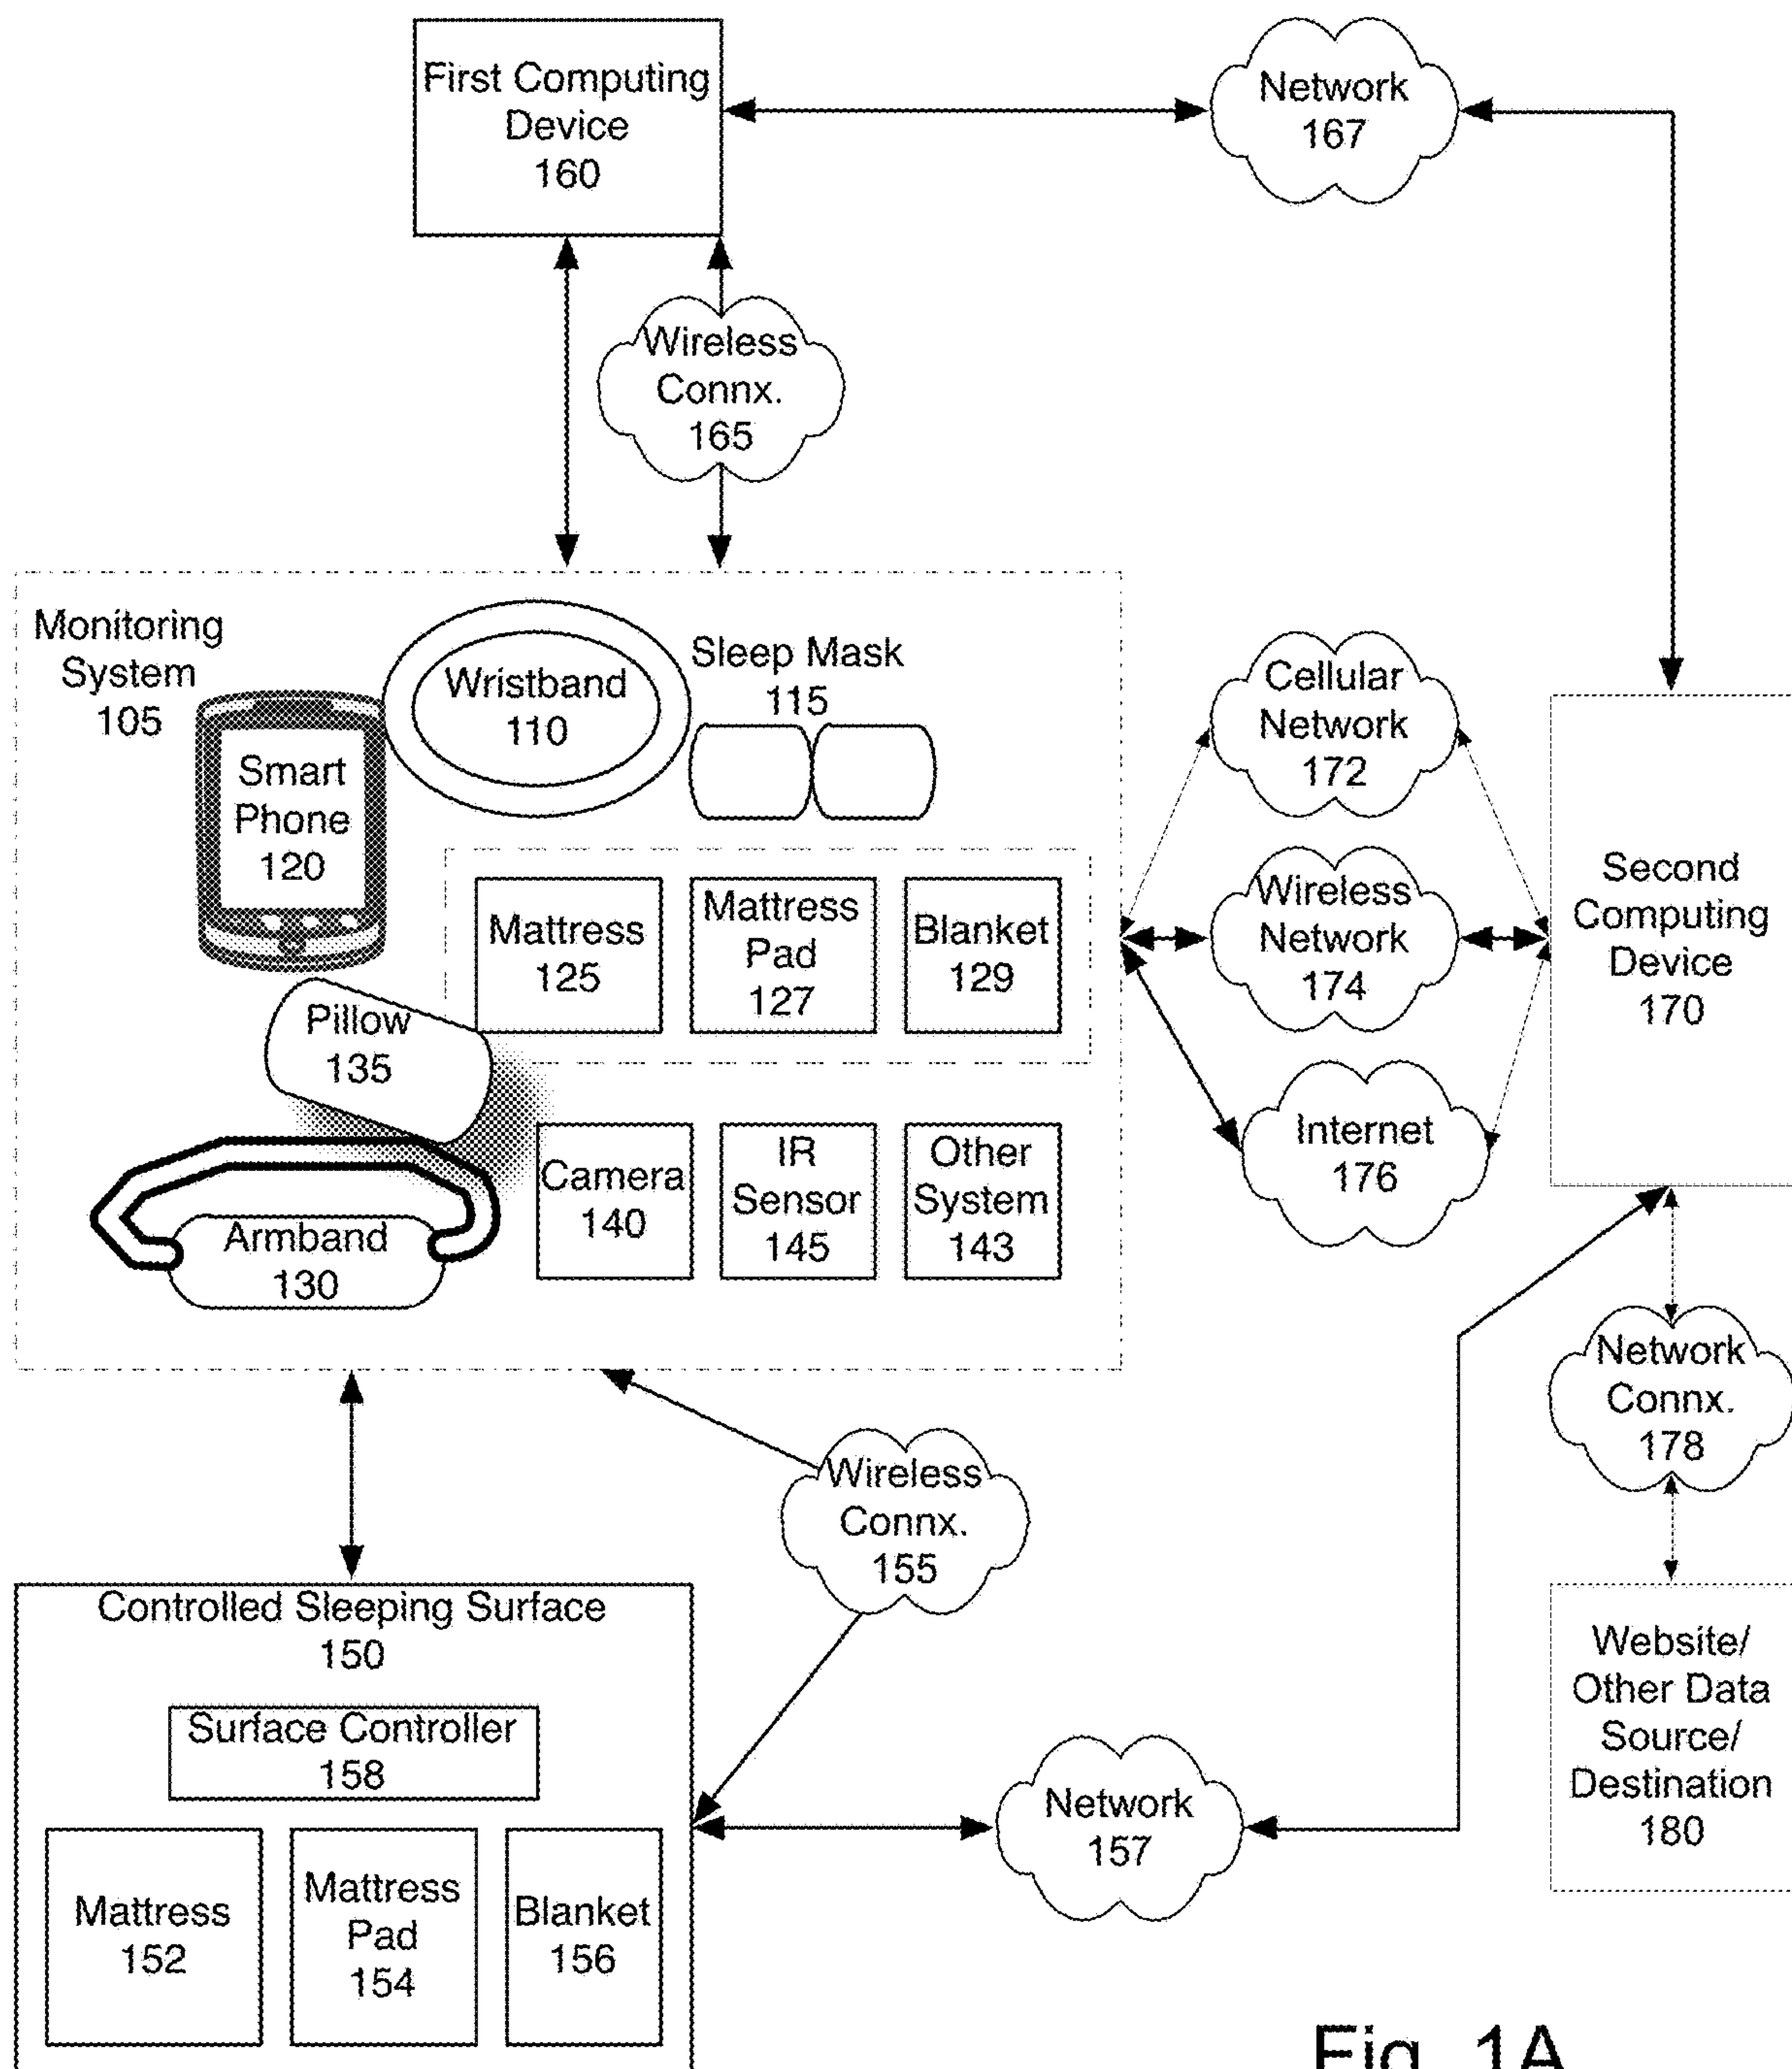 First Computing
Device
160
Network
167
Wireless
Connx.
165
Monitoring
System
105
Wristband
110
Sleep Mask
115
Smart
Phone
120
Mattress
125
Mattress
Pad
127
Blanket
129
Pillow
135
Armband
130
Camera
140
IR
Sensor
145
Other
System
143
Cellular
Network
172
Wireless
Network
174
Internet
176
Second
Computing
Device
170
Network
Connx.
178
Website/
Other Data
Source/
Destination
180
Wireless
Connx.
155
Controlled Sleeping Surface
150
Surface Controller
158
Mattress
152
Mattress
Pad
154
Blanket
156
Network
157
Fig. 1A